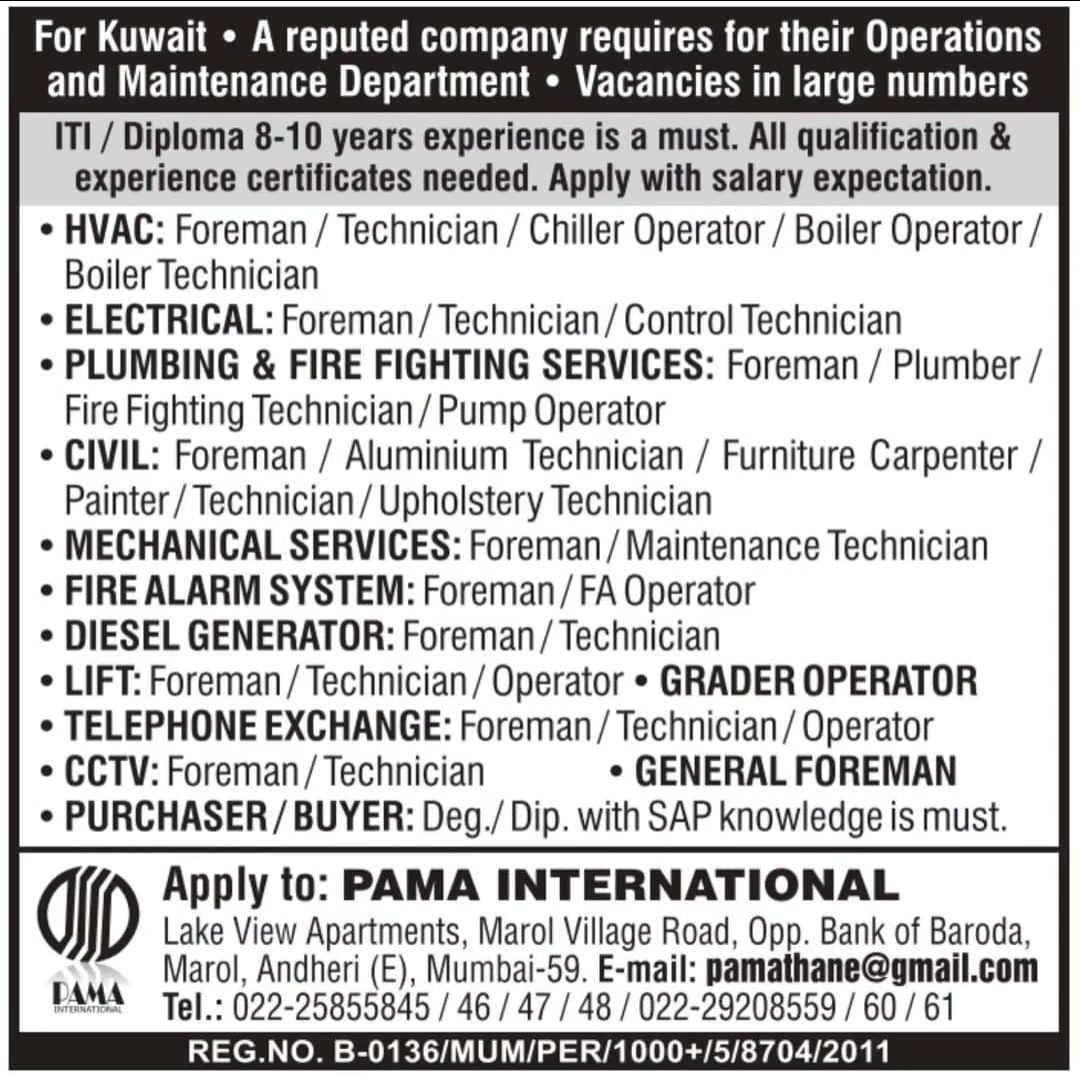 For Kuwait • A reputed company requires for their Operations
and Maintenance Department • Vacancies in large numbers
ITI / Diploma 8-10 years experience is a must. All qualification &
experience certificates needed. Apply with salary expectation.
• HVAC: Foreman / Technician / Chiller Operator / Boiler Operator /
Boiler Technician
• ELECTRICAL: Foreman / Technician / Control Technician
• PLUMBING & FIRE FIGHTING SERVICES: Foreman / Plumber /
Fire Fighting Technician / Pump Operator
• CIVIL: Foreman / Aluminium Technician / Furniture Carpenter /
Painter / Technician / Upholstery Technician
• MECHANICAL SERVICES: Foreman / Maintenance Technician
• FIRE ALARM SYSTEM: Foreman / FA Operator
• DIESEL GENERATOR: Foreman / Technician
• LIFT: Foreman / Technician / Operator • GRADER OPERATOR
• TELEPHONE EXCHANGE: Foreman / Technician / Operator
• CCTV: Foreman / Technician • GENERAL FOREMAN
• PURCHASER / BUYER: Deg./ Dip. with SAP knowledge is must.
Apply to: PAMA INTERNATIONAL
Lake View Apartments, Marol Village Road, Opp. Bank of Baroda,
Marol, Andheri (E), Mumbai-59. E-mail: pamathane@gmail.com
Tel.: 022-25855845 / 46 / 47 / 48 / 022-29208559 / 60 / 61
PAMA
INTERNATIONAL
REG.NO. B-0136/MUM/PER/1000+/5/8704/2011